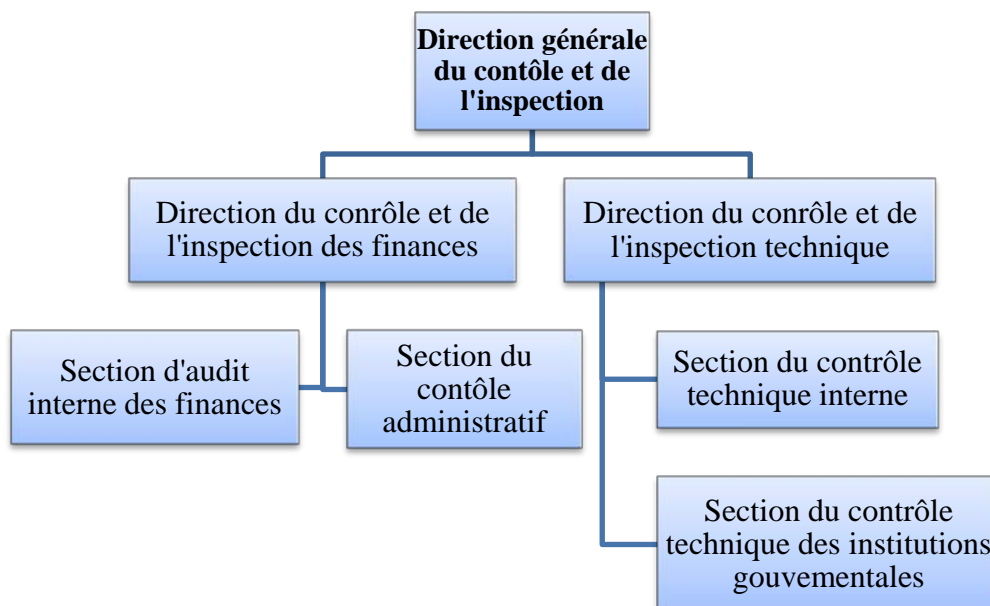 Direction générale
du contôle et de
l'inspection
Direction du conrôle et de
l'inspection des finances
Direction du conrôle et de
l'inspection technique
Section d'audit
interne des finances
Section du
contôle
administratif
Section du contrôle
technique interne
Section du contrôle
technique des institutions
gouvementales